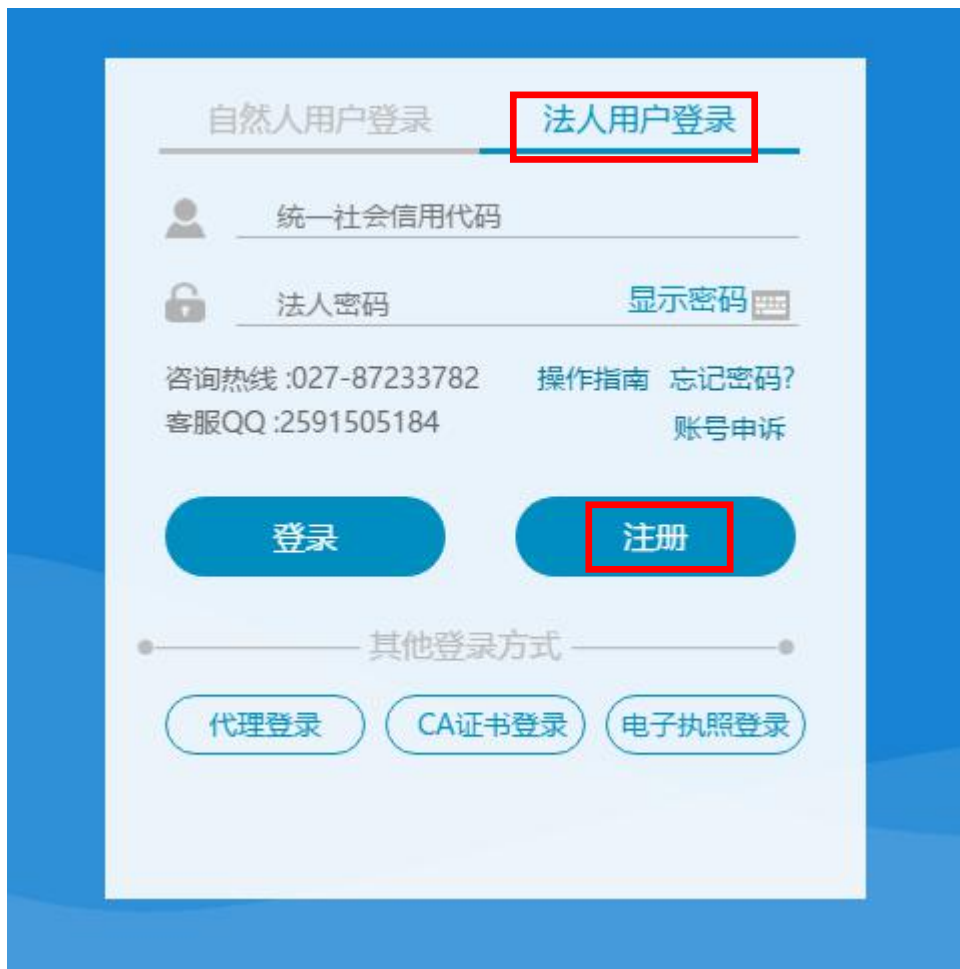 自然人用户登录 法人用户登录
统一社会信用代码
法人密码 显示密码
咨询热线 :027-87233782 操作指南 忘记密码?
客服QQ :2591505184 账号申诉
登录 注册
其他登录方式
代理登录 CA证书登录 电子执照登录